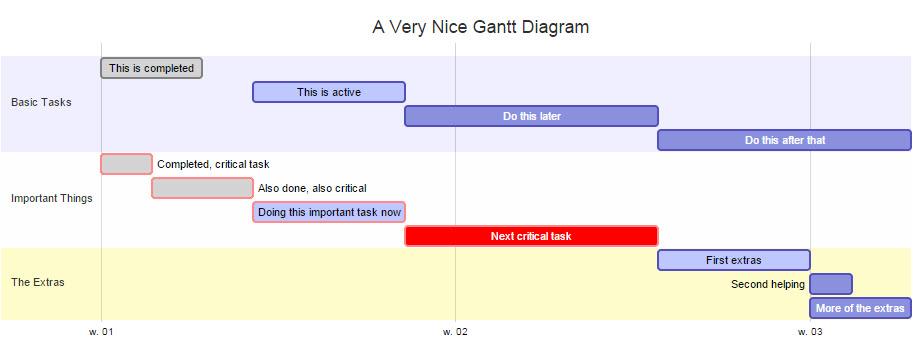 A Very Nice Gantt Diagram
Basic Tasks
This is completed
This is active
Do this later
Do this after that
Important Things
Completed, critical task
Also done, also critical
Doing this important task now
Next critical task
The Extras
First extras
Second helping
More of the extras
w. 01
w. 02
w. 03